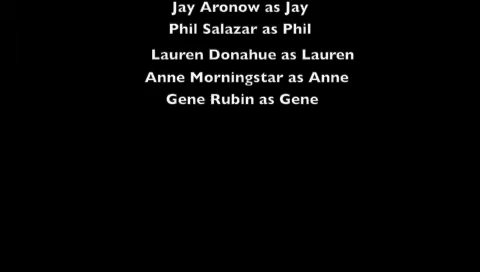 Jay Aronow as Jay
Phil Salazar as Phil
Lauren Donahue as Lauren
Anne Morningstar as Anne
Gene Rubin as Gene